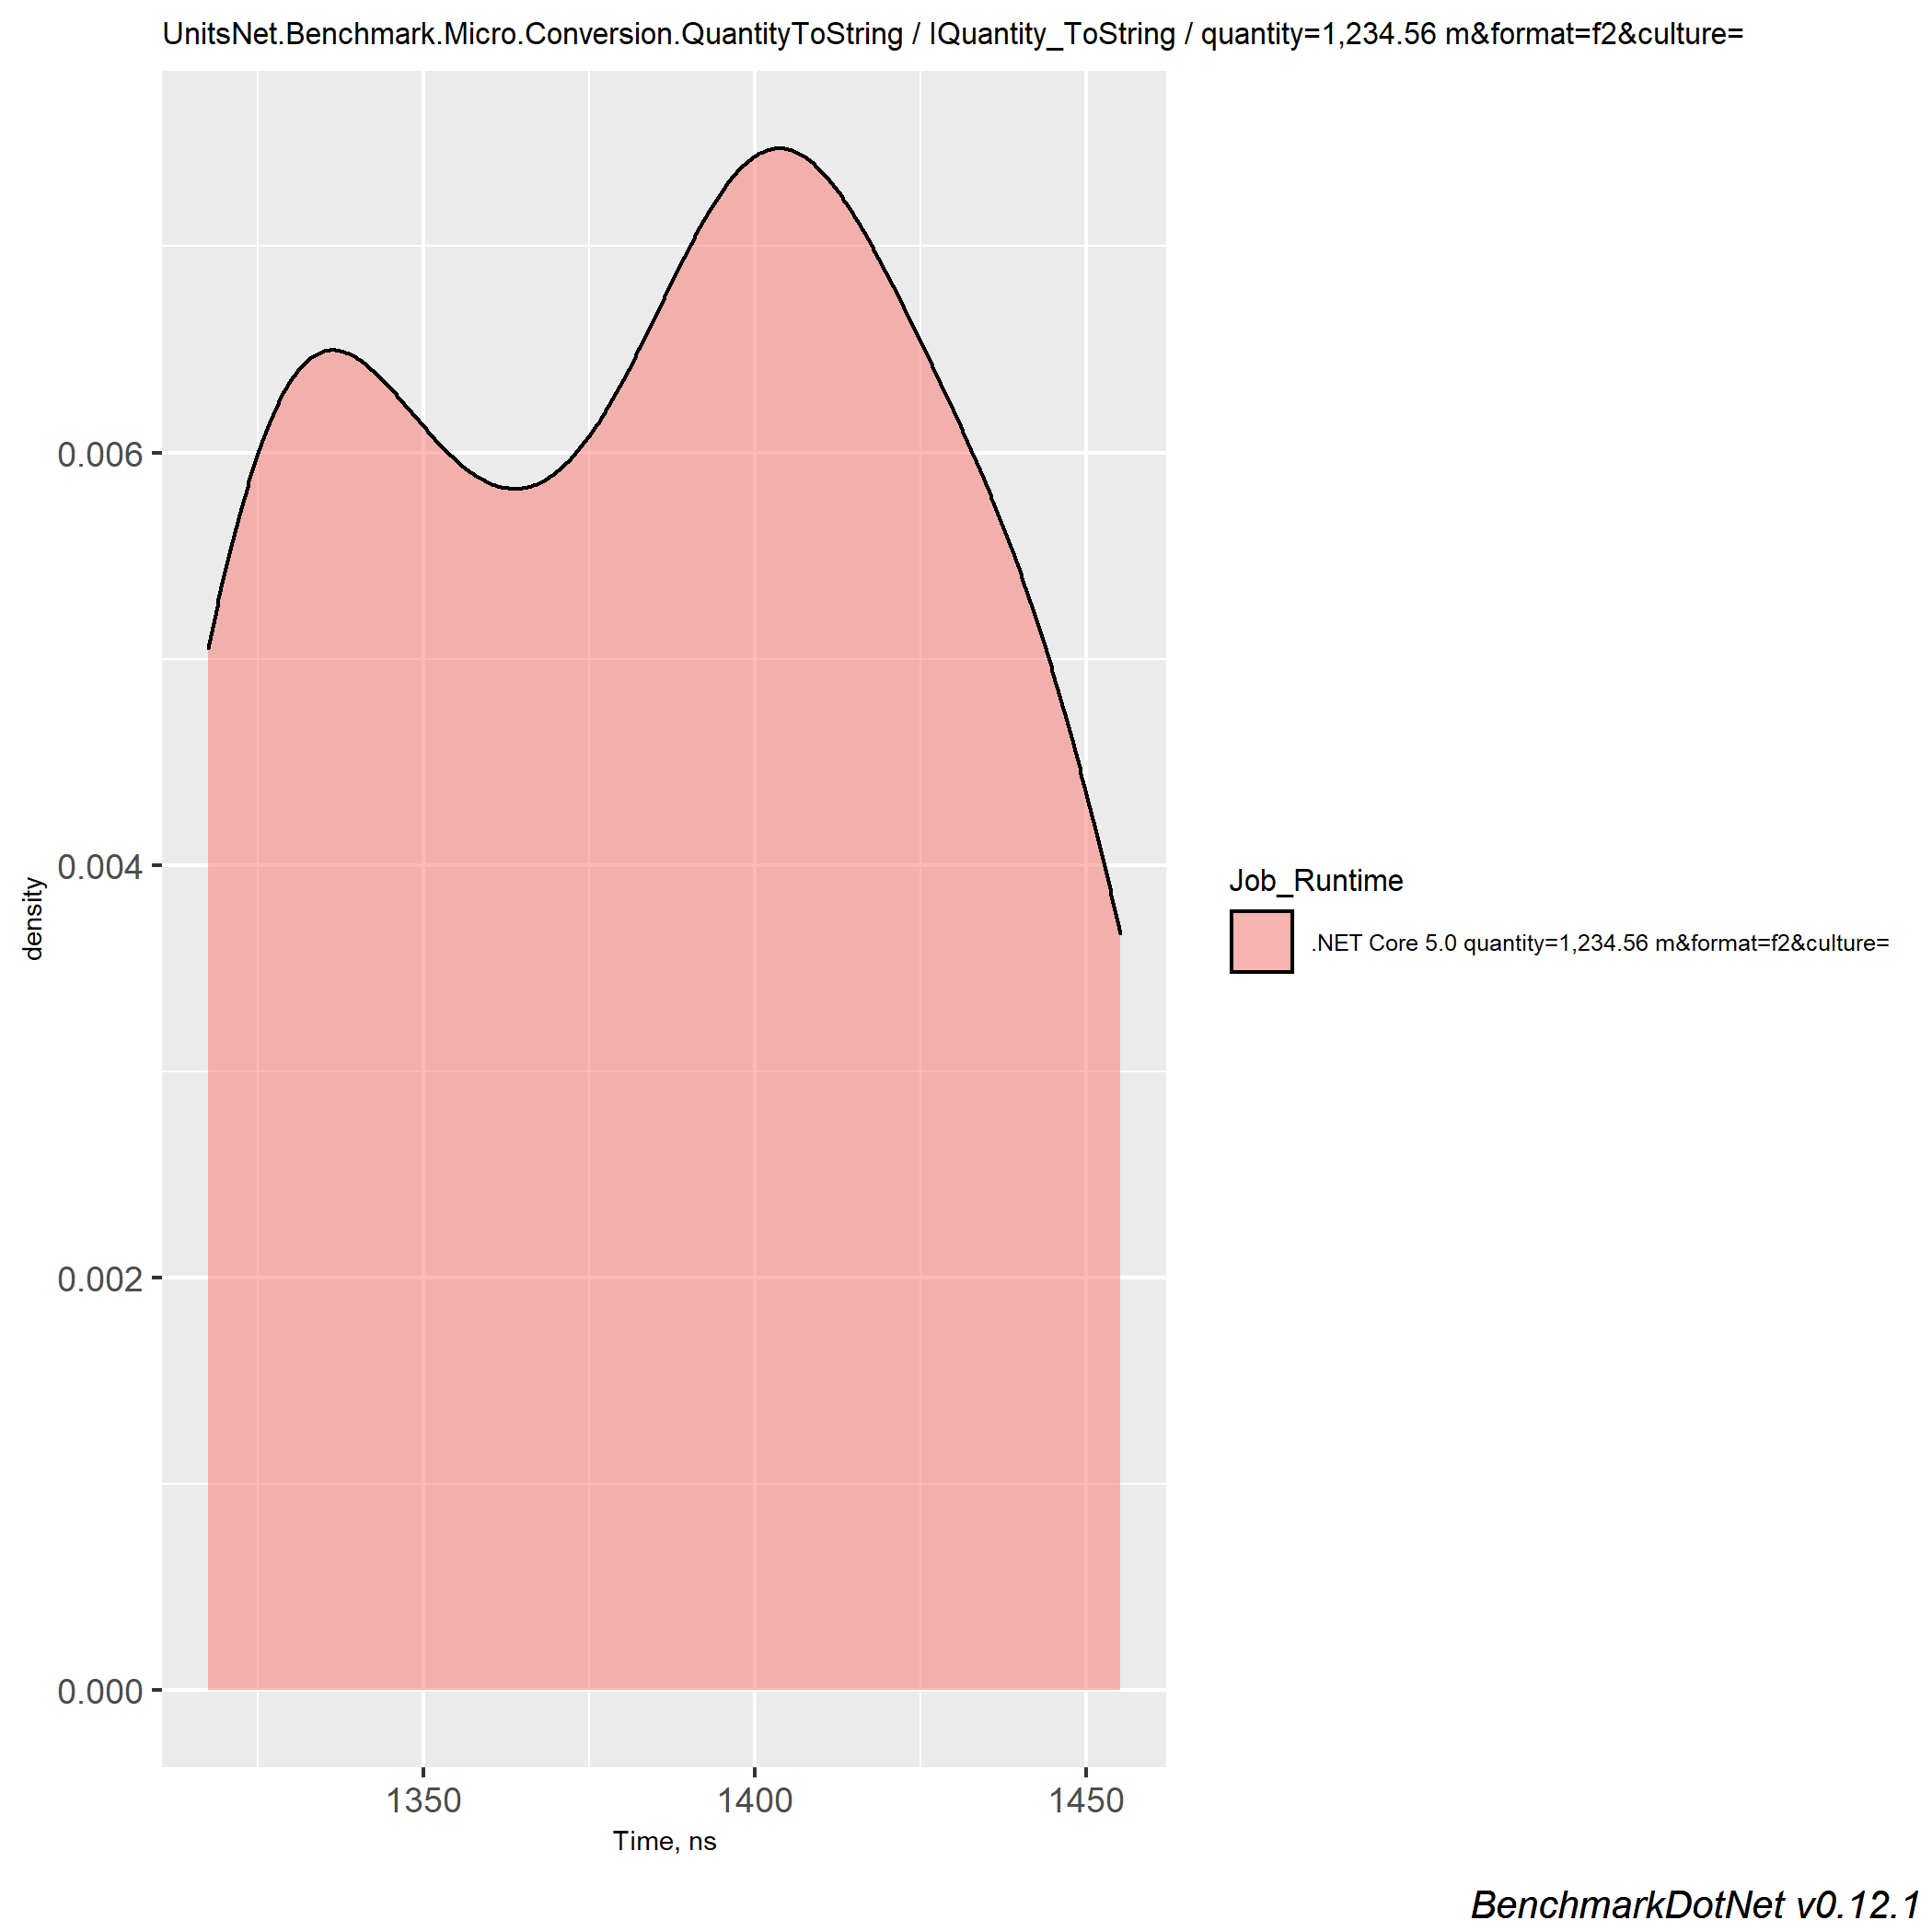 UnitsNet.Benchmark.Micro.Conversion.QuantityToString / IQuantity_ToString / quantity=1,234.56 m&format=f2&culture=
0.006
0.004
0.002
0.000
density
1350 1400 1450
Time, ns
Job_Runtime
.NET Core 5.0 quantity=1,234.56 m&format=f2&culture=
BenchmarkDotNet v0.12.1